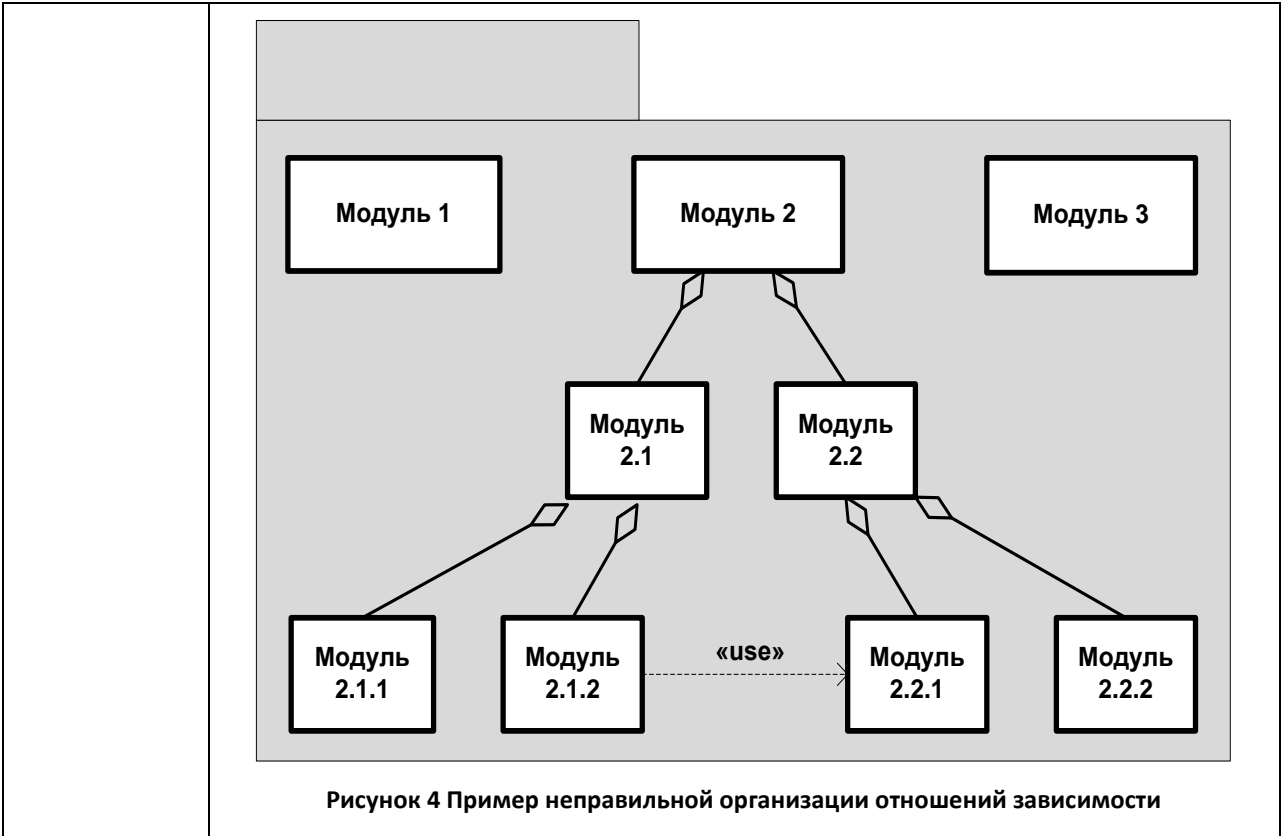 Модуль 1
Модуль 2
Модуль 3
Модуль
2.1
Модуль
2.2
Модуль
2.1.1
Модуль
2.1.2
«use»
Модуль
2.2.1
Модуль
2.2.2
Рисунок 4 Пример неправильной организации отношений зависимости